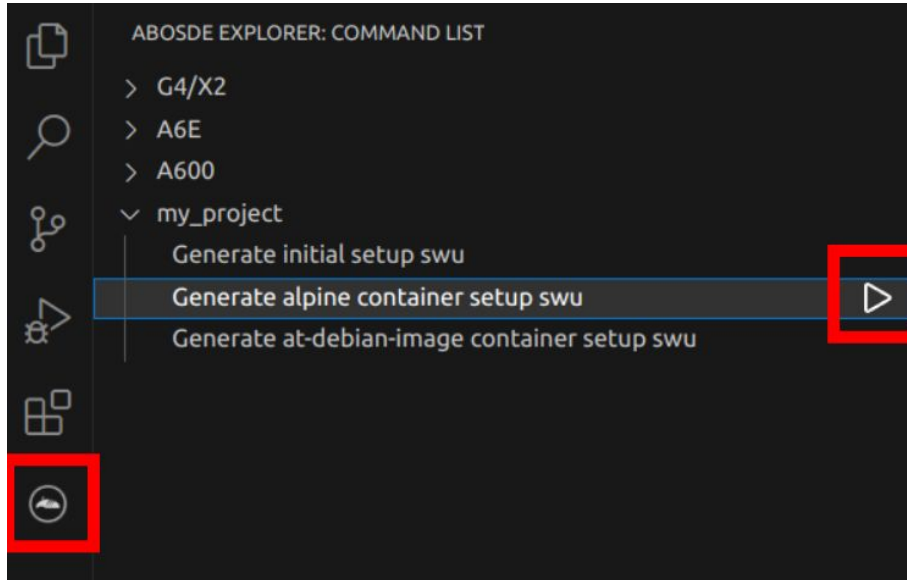 ABOSDE EXPLORER: COMMAND LIST
G4/X2
A6E
A600
my_project
Generate initial setup swu
Generate alpine container setup swu
Generate at-debian-image container setup swu